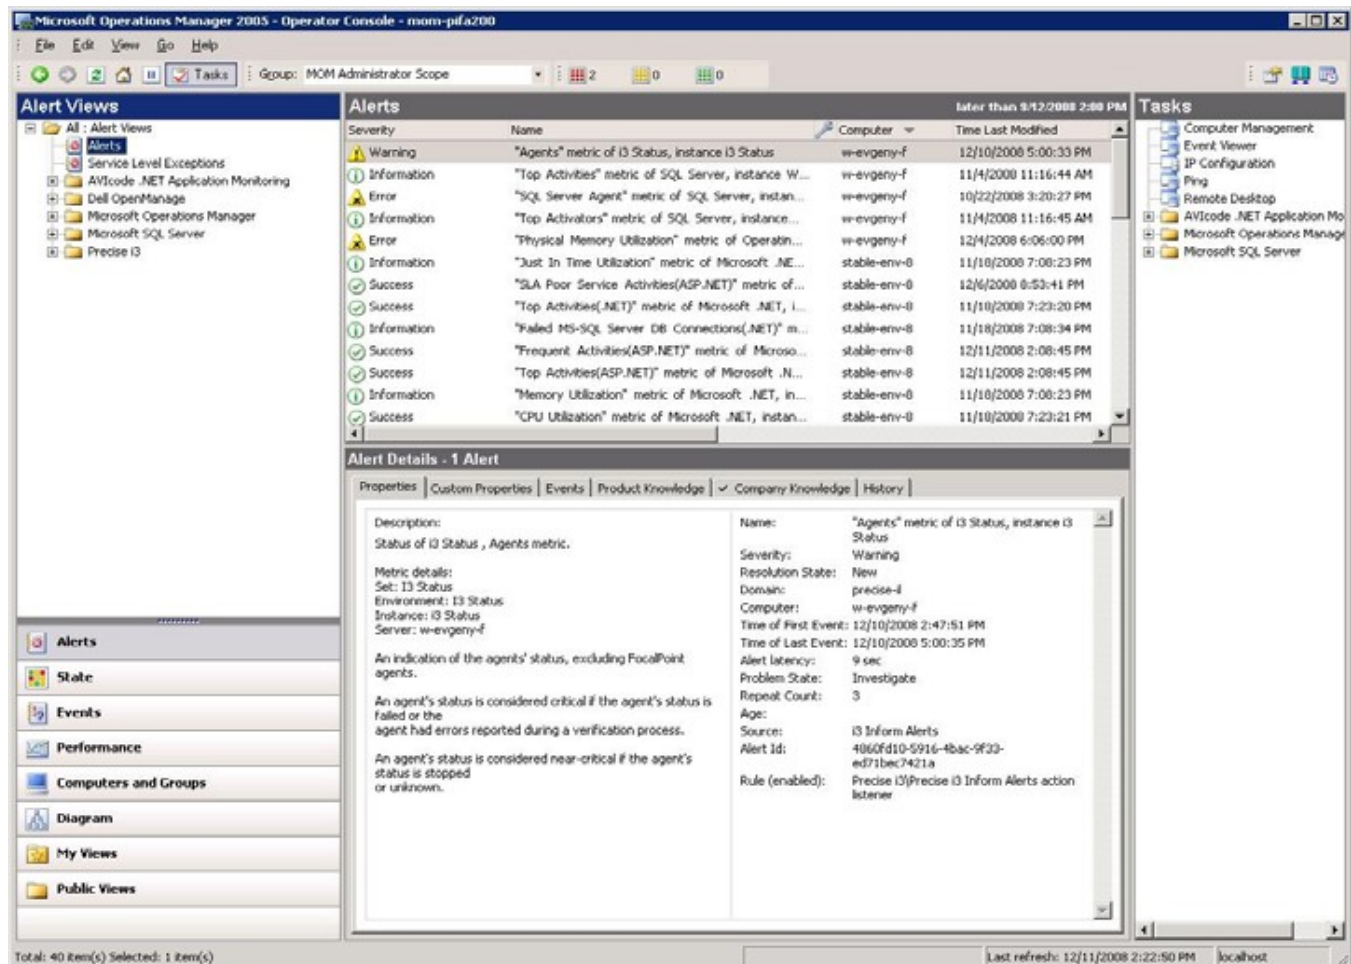 Microsoft Operations Manager 2005 - Operator Console - mom-pifa200
File Edit View Go Help
Tasks Group: MOM Administrator Scope 2 0 0
Alert Views
All : Alert Views
Alerts
Service Level Exceptions
AVIcode .NET Application Monitoring
Dell OpenManage
Microsoft Operations Manager
Microsoft SQL Server
Precise i3
Alerts
State
Events
Performance
Computers and Groups
Diagram
My Views
Public Views
Alerts later than 9/12/2008 2:00 PM
Severity Name Computer Time Last Modified
Warning "Agents" metric of i3 Status, instance i3 Status w-evgeny-f 12/10/2008 5:00:33 PM
Information "Top Activities" metric of SQL Server, instance W... w-evgeny-f 11/4/2008 11:16:44 AM
Error "SQL Server Agent" metric of SQL Server, instan... w-evgeny-f 10/22/2008 3:20:27 PM
Information "Top Activators" metric of SQL Server, instance... w-evgeny-f 11/4/2008 11:16:45 AM
Error "Physical Memory Utilization" metric of Operatin... w-evgeny-f 12/4/2008 6:06:00 PM
Information "Just In Time Utilization" metric of Microsoft .NE... stable-env-8 11/18/2008 7:08:23 PM
Success "SLA Poor Service Activities(ASP.NET)" metric of... stable-env-8 12/6/2008 8:53:41 PM
Success "Top Activities(.NET)" metric of Microsoft .NET, i... stable-env-8 11/18/2008 7:23:20 PM
Information "Failed MS-SQL Server DB Connections(.NET)" m... stable-env-8 11/18/2008 7:08:34 PM
Success "Frequent Activities(ASP.NET)" metric of Microso... stable-env-8 12/11/2008 2:08:45 PM
Success "Top Activities(ASP.NET)" metric of Microsoft .N... stable-env-8 12/11/2008 2:08:45 PM
Information "Memory Utilization" metric of Microsoft .NET, in... stable-env-8 11/18/2008 7:08:23 PM
Success "CPU Utilization" metric of Microsoft .NET, instan... stable-env-8 11/18/2008 7:23:21 PM
Alert Details - 1 Alert
Properties Custom Properties Events Product Knowledge Company Knowledge History
Description:
Status of i3 Status , Agents metric.
Metric details:
Set: I3 Status
Environment: I3 Status
Instance: i3 Status
Server: w-evgeny-f
An indication of the agents' status, excluding FocalPoint
agents.
An agent's status is considered critical if the agent's status is
failed or the
agent had errors reported during a verification process.
An agent's status is considered near-critical if the agent's
status is stopped
or unknown.
Name: "Agents" metric of i3 Status, instance i3
Status
Severity: Warning
Resolution State: New
Domain: precise-il
Computer: w-evgeny-f
Time of First Event: 12/10/2008 2:47:51 PM
Time of Last Event: 12/10/2008 5:00:35 PM
Alert latency: 9 sec
Problem State: Investigate
Repeat Count: 3
Age:
Source: i3 Inform Alerts
Alert Id: 4860fd10-5916-4bac-9f33-
ed71bec7421a
Rule (enabled): Precise i3\Precise i3 Inform Alerts action
listener
Tasks
Computer Management
Event Viewer
IP Configuration
Ping
Remote Desktop
AVIcode .NET Application Mo
Microsoft Operations Manage
Microsoft SQL Server
Total: 40 item(s) Selected: 1 item(s) Last refresh: 12/11/2008 2:22:50 PM localhost